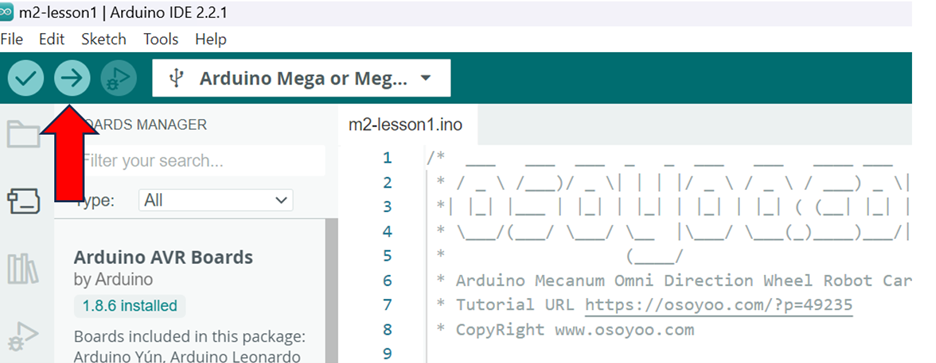 m2-lesson1 | Arduino IDE 2.2.1
File Edit Sketch Tools Help
Arduino Mega or Meg...
OARDS MANAGER
Filter your search...
Type: All
Arduino AVR Boards
by Arduino
1.8.6 installed
Boards included in this package:
Arduino Yún, Arduino Leonardo
m2-lesson1.ino
1 /*  ___   ___  ___  _   _  ___   ___   ____ ___
2 * / _ \ /___)/ _ \| | | |/ _ \ / _ \ / ___) _ \|
3 *| |_| |___ | |_| | |_| | |_| | |_| ( (__| |_| |
4 * \___/(___/ \___/ \__  |\___/ \___(_)____)___/|
5 *                  (____/
6 * Arduino Mecanum Omni Direction Wheel Robot Car
7 * Tutorial URL https://osoyoo.com/?p=49235
8 * CopyRight www.osoyoo.com
9